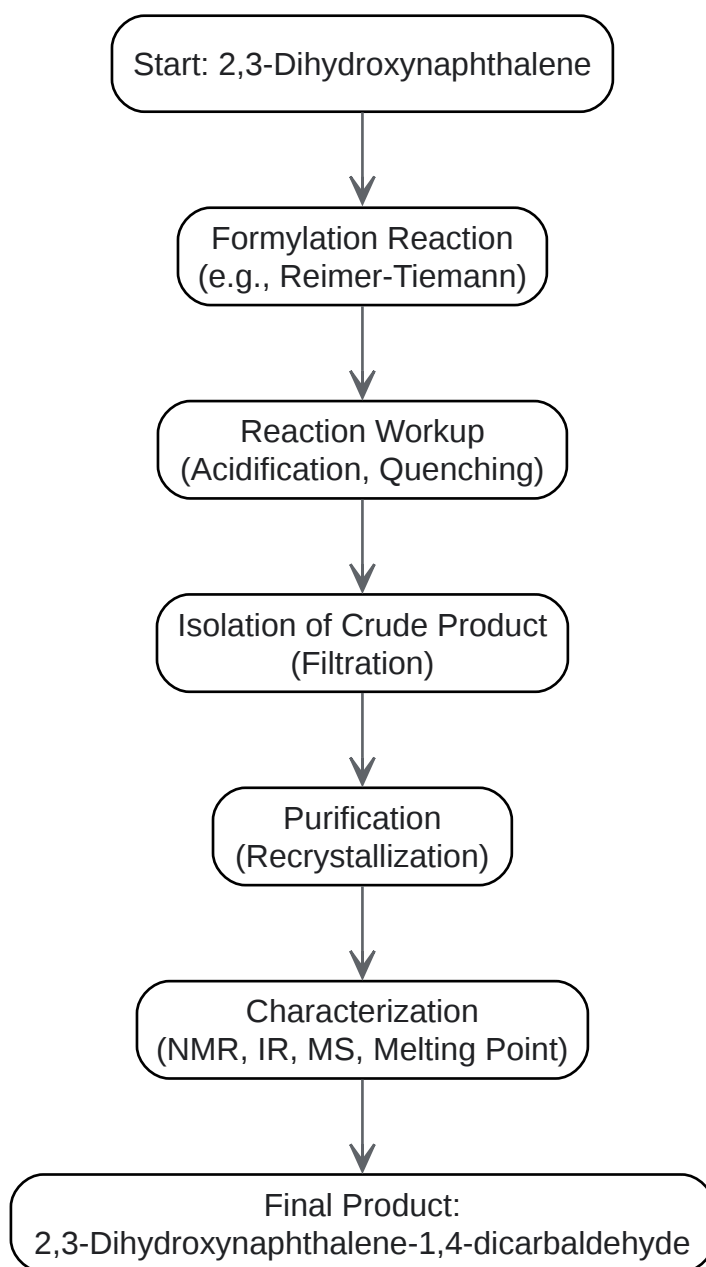 Start: 2,3-Dihydroxynaphthalene
Formylation Reaction
(e.g., Reimer-Tiemann)
Reaction Workup
(Acidification, Quenching)
Isolation of Crude Product
(Filtration)
Purification
(Recrystallization)
Characterization
(NMR, IR, MS, Melting Point)
Final Product:
2,3-Dihydroxynaphthalene-1,4-dicarbaldehyde